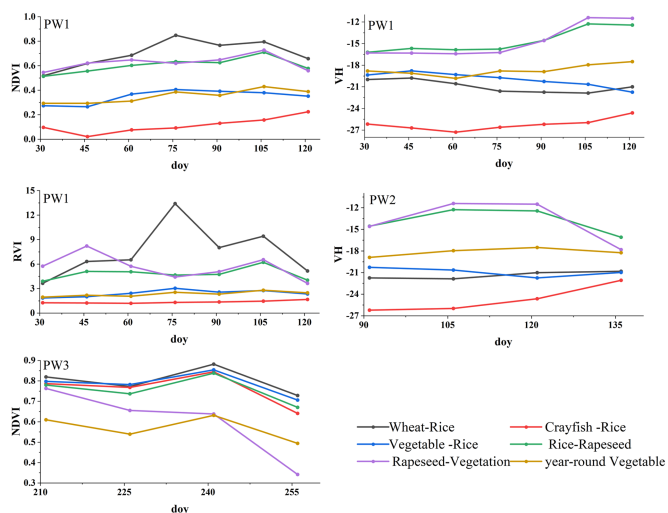 PW1
NDVI
1.0
0.8
0.6
0.4
0.2
0.0
30 45 60 75 90 105 120
doy
PW1
VH
-12
-15
-18
-21
-24
-27
30 45 60 75 90 105 120
doy
PW1
RVI
15
12
9
6
3
0
30 45 60 75 90 105 120
doy
PW2
VH
-12
-15
-18
-21
-24
-27
90 105 120 135
doy
PW3
NDVI
0.9
0.8
0.7
0.6
0.5
0.4
0.3
210 225 240 255
doy
Wheat-Rice Crayfish -Rice
Vegetable -Rice Rice-Rapeseed
Rapeseed-Vegetation year-round Vegetable